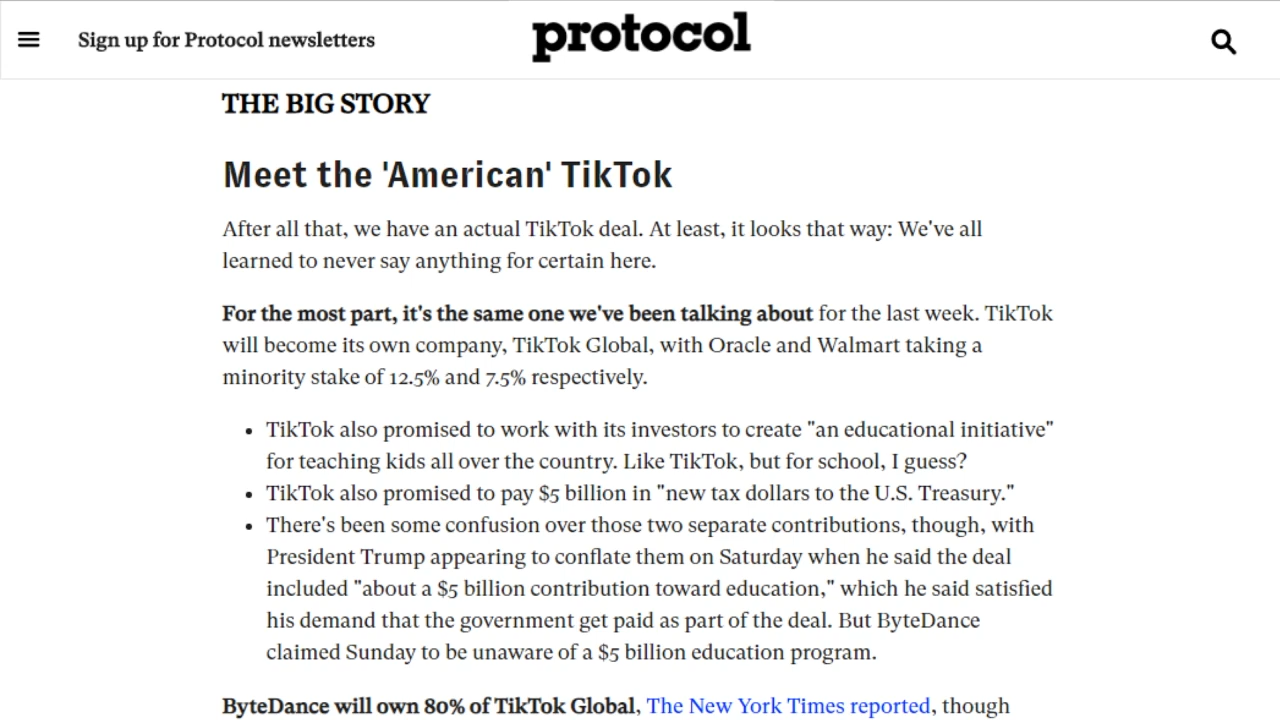 Sign up for Protocol newsletters
protocol
THE BIG STORY
Meet the 'American' TikTok
After all that, we have an actual TikTok deal. At least, it looks that way: We've all
learned to never say anything for certain here.
For the most part, it's the same one we've been talking about for the last week. TikTok
will become its own company, TikTok Global, with Oracle and Walmart taking a
minority stake of 12.5% and 7.5% respectively.
• TikTok also promised to work with its investors to create "an educational initiative"
for teaching kids all over the country. Like TikTok, but for school, I guess?
• TikTok also promised to pay $5 billion in "new tax dollars to the U.S. Treasury."
• There's been some confusion over those two separate contributions, though, with
President Trump appearing to conflate them on Saturday when he said the deal
included "about a $5 billion contribution toward education," which he said satisfied
his demand that the government get paid as part of the deal. But ByteDance
claimed Sunday to be unaware of a $5 billion education program.
ByteDance will own 80% of TikTok Global, The New York Times reported, though